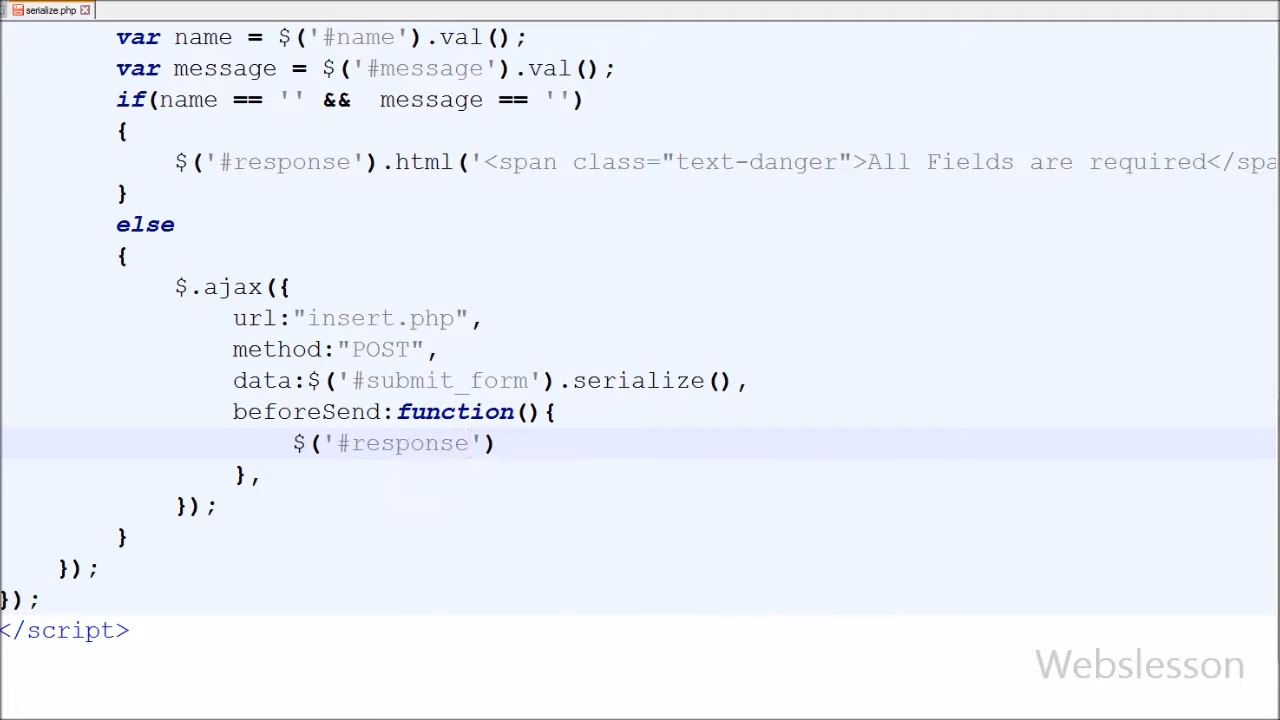 serialize.php
var name = $('#name').val();
var message = $('#message').val();
if(name == '' && message == '')
{
$('#response').html('<span class="text-danger">All Fields are required</spa
}
else
{
$.ajax({
url:"insert.php",
method:"POST",
data:$('#submit_form').serialize(),
beforeSend:function(){
$('#response')
},
});
}
});
});
</script>
Webslesson